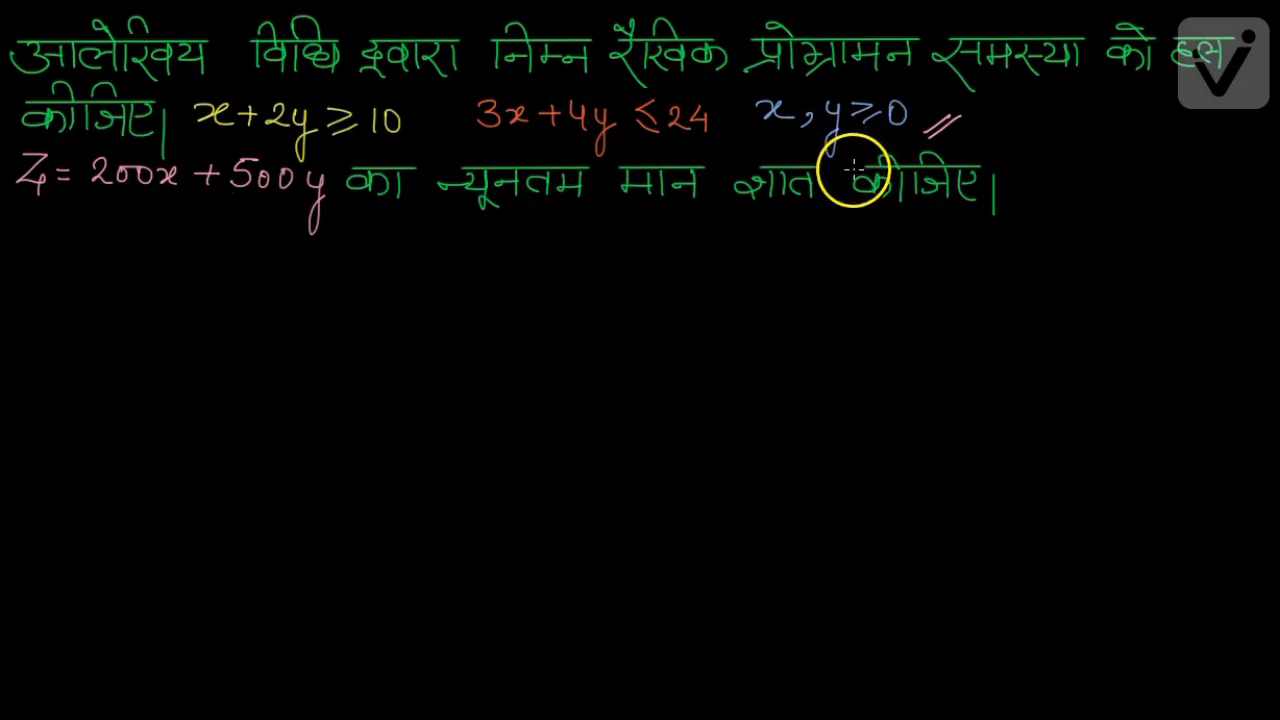 आलेखिय विधि द्वारा निम्न रैखिक प्रोग्रामन समस्या को हल
कीजिए। x+2y ≥ 10 3x+4y ≤ 24 x, y ≥ 0
Z = 200x + 500y का न्यूनतम मान ज्ञात कीजिए।